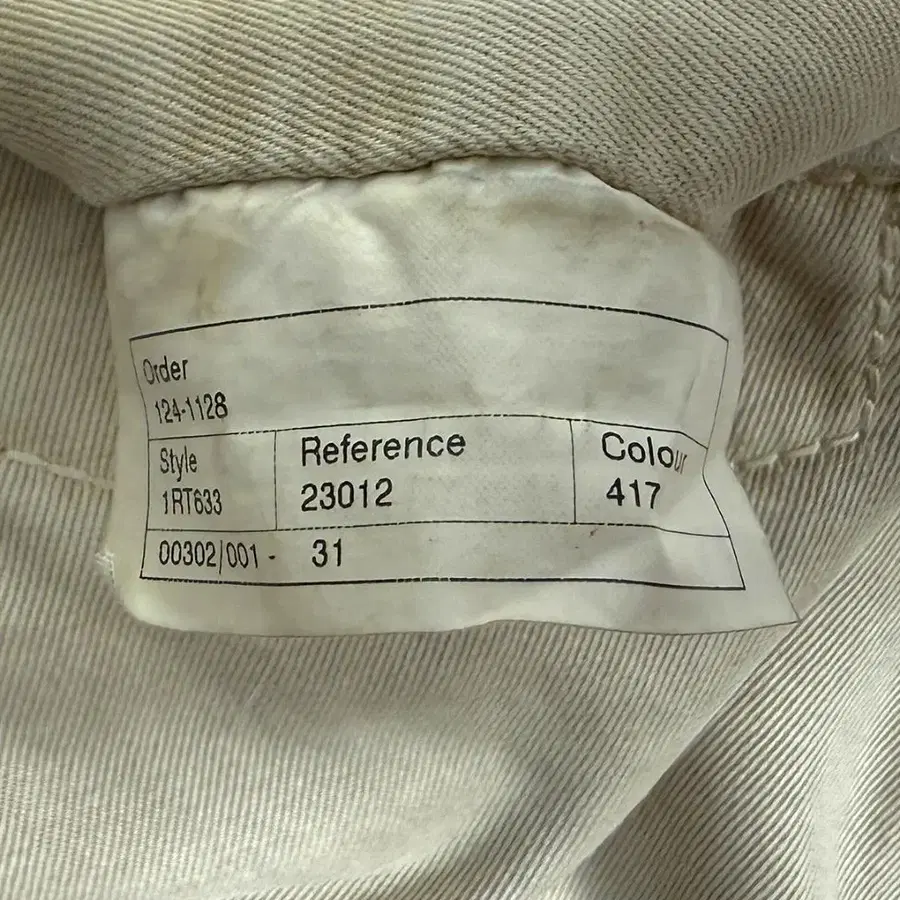 Order
124-1128
Style Reference Colour
1RT633 23012 417
00302/001 - 31